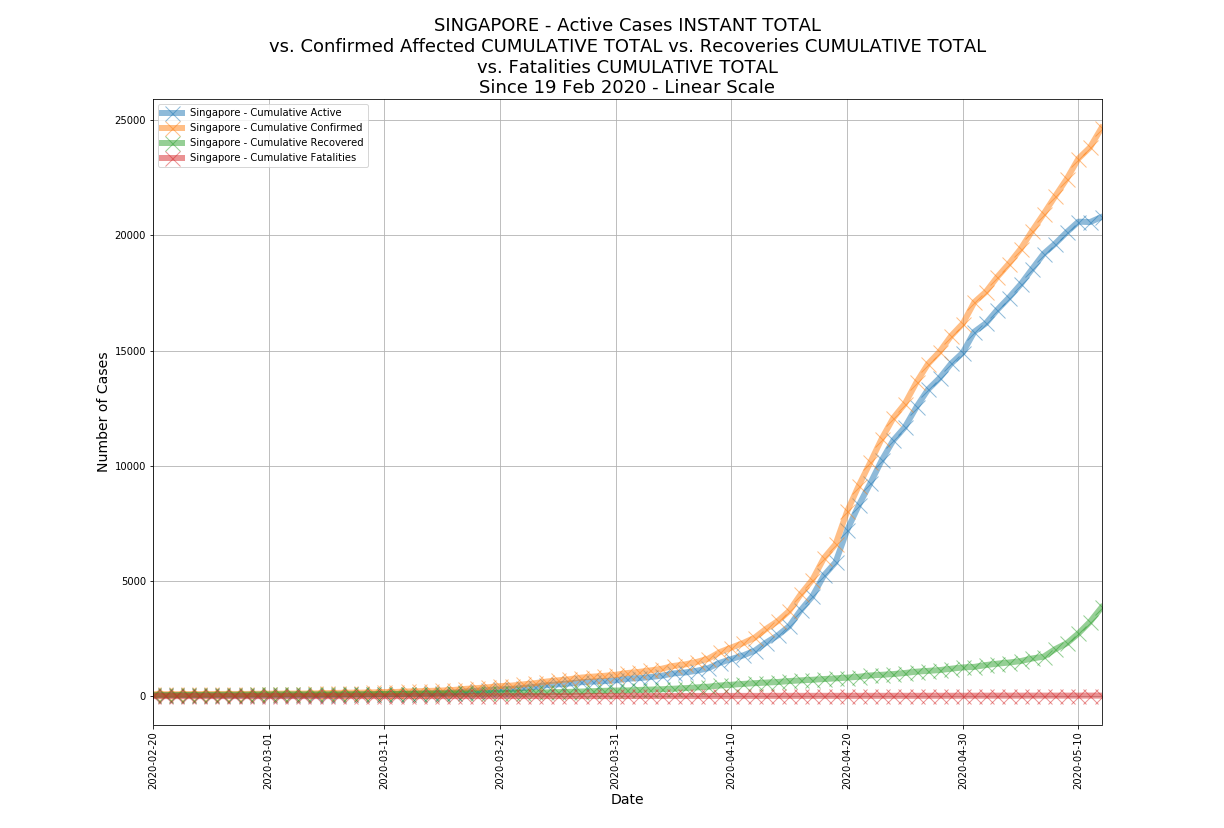 SINGAPORE - Active Cases INSTANT TOTAL
vs. Confirmed Affected CUMULATIVE TOTAL vs. Recoveries CUMULATIVE TOTAL
vs. Fatalities CUMULATIVE TOTAL
Since 19 Feb 2020 - Linear Scale
Singapore - Cumulative Active
Singapore - Cumulative Confirmed
Singapore - Cumulative Recovered
Singapore - Cumulative Fatalities
Number of Cases
25000
20000
15000
10000
5000
0
2020-02-20
2020-03-01
2020-03-11
2020-03-21
2020-03-31
2020-04-10
2020-04-20
2020-04-30
2020-05-10
Date